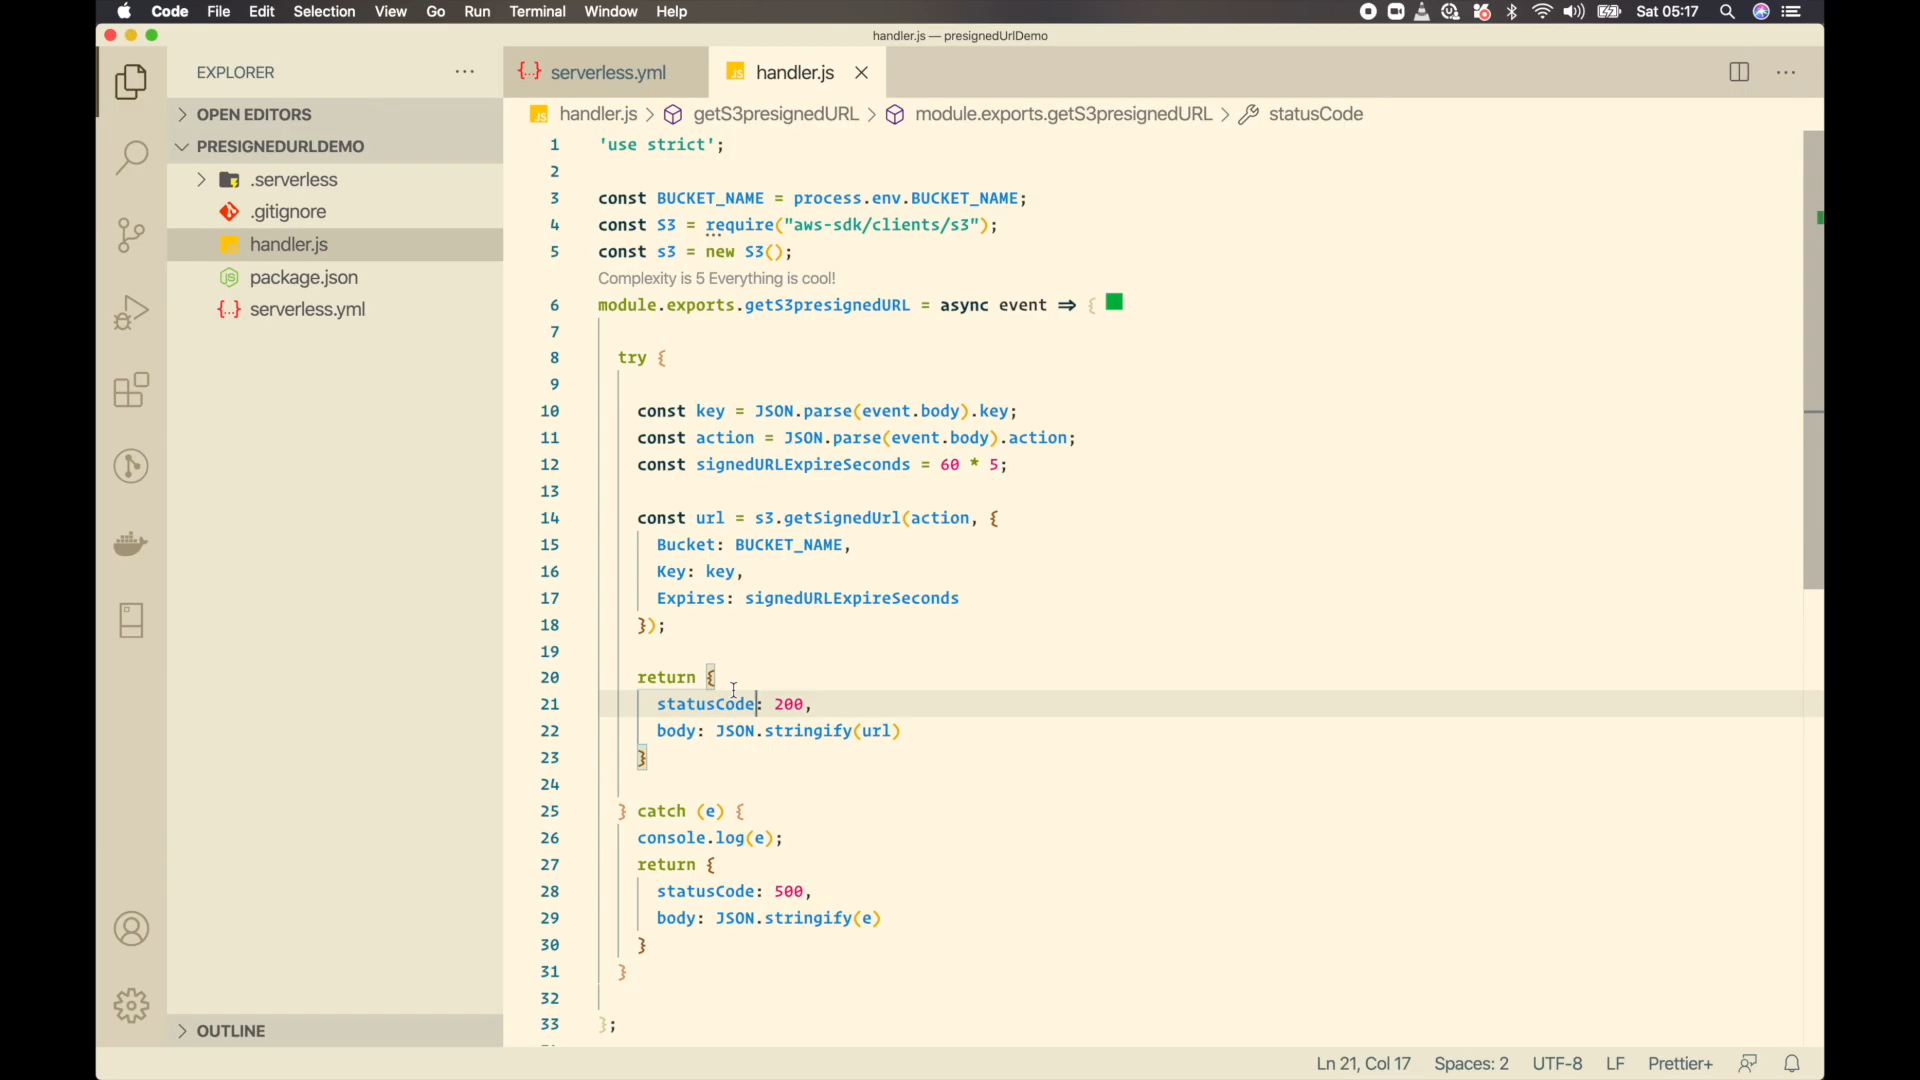 Code File Edit Selection View Go Run Terminal Window Help Sat 05:17
handler.js — presignedUrlDemo
EXPLORER
OPEN EDITORS
PRESIGNEDURLDEMO
.serverless
.gitignore
handler.js
package.json
serverless.yml
OUTLINE
{..} serverless.yml JS handler.js
JS handler.js > getS3presignedURL > module.exports.getS3presignedURL > statusCode
1 'use strict';
2
3 const BUCKET_NAME = process.env.BUCKET_NAME;
4 const S3 = require("aws-sdk/clients/s3");
5 const s3 = new S3();
Complexity is 5 Everything is cool!
6 module.exports.getS3presignedURL = async event => {
7
8 try {
9
10 const key = JSON.parse(event.body).key;
11 const action = JSON.parse(event.body).action;
12 const signedURLExpireSeconds = 60 * 5;
13
14 const url = s3.getSignedUrl(action, {
15 Bucket: BUCKET_NAME,
16 Key: key,
17 Expires: signedURLExpireSeconds
18 });
19
20 return {
21 statusCode: 200,
22 body: JSON.stringify(url)
23 }
24
25 } catch (e) {
26 console.log(e);
27 return {
28 statusCode: 500,
29 body: JSON.stringify(e)
30 }
31 }
32
33 };
Ln 21, Col 17 Spaces: 2 UTF-8 LF Prettier+